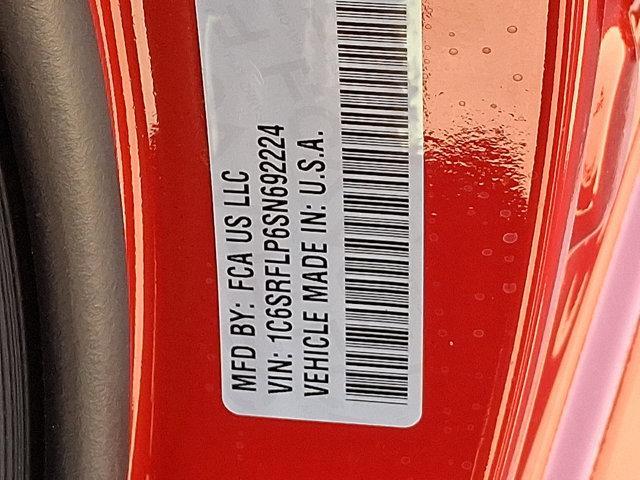 MFD BY: FCA US LLC
VIN: 1C6SRFLP6SN692224
VEHICLE MADE IN: U.S.A.